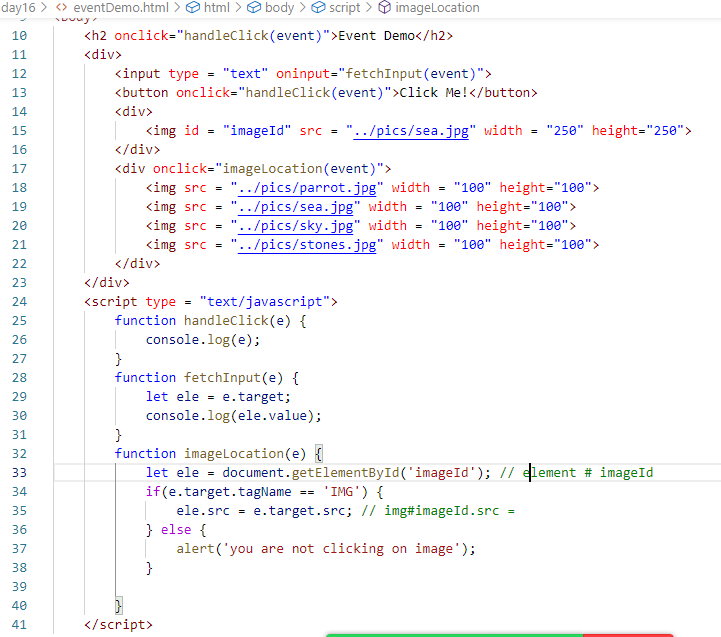 day16 > <> eventDemo.html > html > body > script > imageLocation
9 <body>
10 <h2 onclick="handleClick(event)">Event Demo</h2>
11 <div>
12 <input type = "text" oninput="fetchInput(event)">
13 <button onclick="handleClick(event)">Click Me!</button>
14 <div>
15 <img id = "imageId" src = "../pics/sea.jpg" width = "250" height="250">
16 </div>
17 <div onclick="imageLocation(event)">
18 <img src = "../pics/parrot.jpg" width = "100" height="100">
19 <img src = "../pics/sea.jpg" width = "100" height="100">
20 <img src = "../pics/sky.jpg" width = "100" height="100">
21 <img src = "../pics/stones.jpg" width = "100" height="100">
22 </div>
23 </div>
24 <script type = "text/javascript">
25 function handleClick(e) {
26 console.log(e);
27 }
28 function fetchInput(e) {
29 let ele = e.target;
30 console.log(ele.value);
31 }
32 function imageLocation(e) {
33 let ele = document.getElementById('imageId'); // element # imageId
34 if(e.target.tagName == 'IMG') {
35 ele.src = e.target.src; // img#imageId.src =
36 } else {
37 alert('you are not clicking on image');
38 }
39
40 }
41 </script>